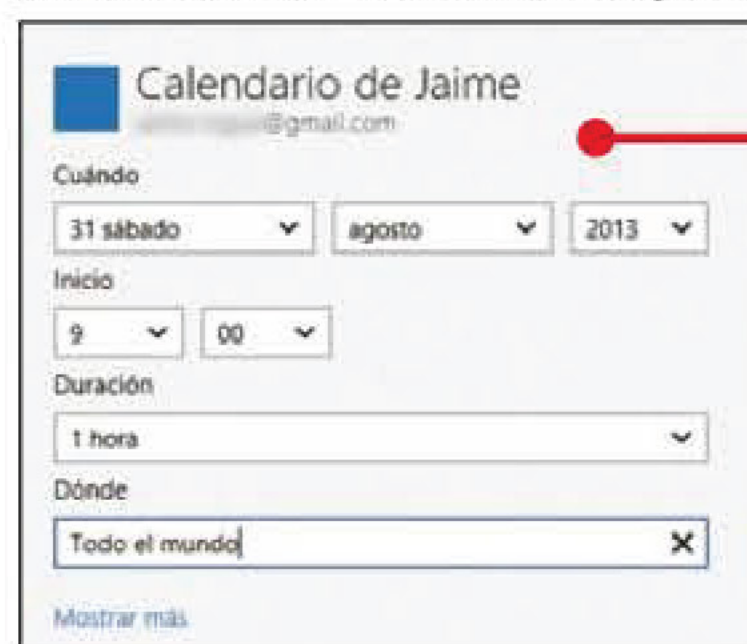 Calendario de Jaime
@gmail.com
Cuándo
31 sábado agosto 2013
Inicio
9 00
Duración
1 hora
Dónde
Todo el mundo
Mostrar más